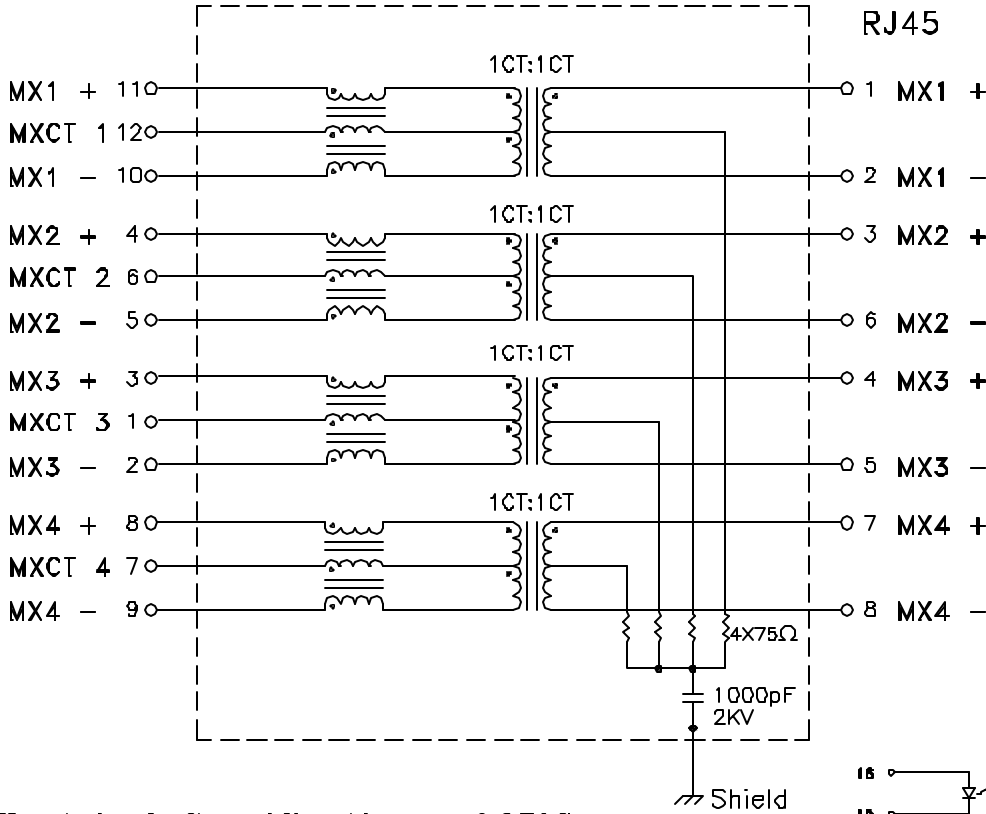 RJ45
1CT:1CT
MX1 + 11 1 MX1 +
MXCT 1 12
MX1 - 10 2 MX1 -
1CT:1CT
MX2 + 4 3 MX2 +
MXCT 2 6
MX2 - 5 6 MX2 -
1CT:1CT
MX3 + 3 4 MX3 +
MXCT 3 1
MX3 - 2 5 MX3 -
1CT:1CT
MX4 + 8 7 MX4 +
MXCT 4 7
MX4 - 9 8 MX4 -
4X75Ω
1000pF
2KV
Shield